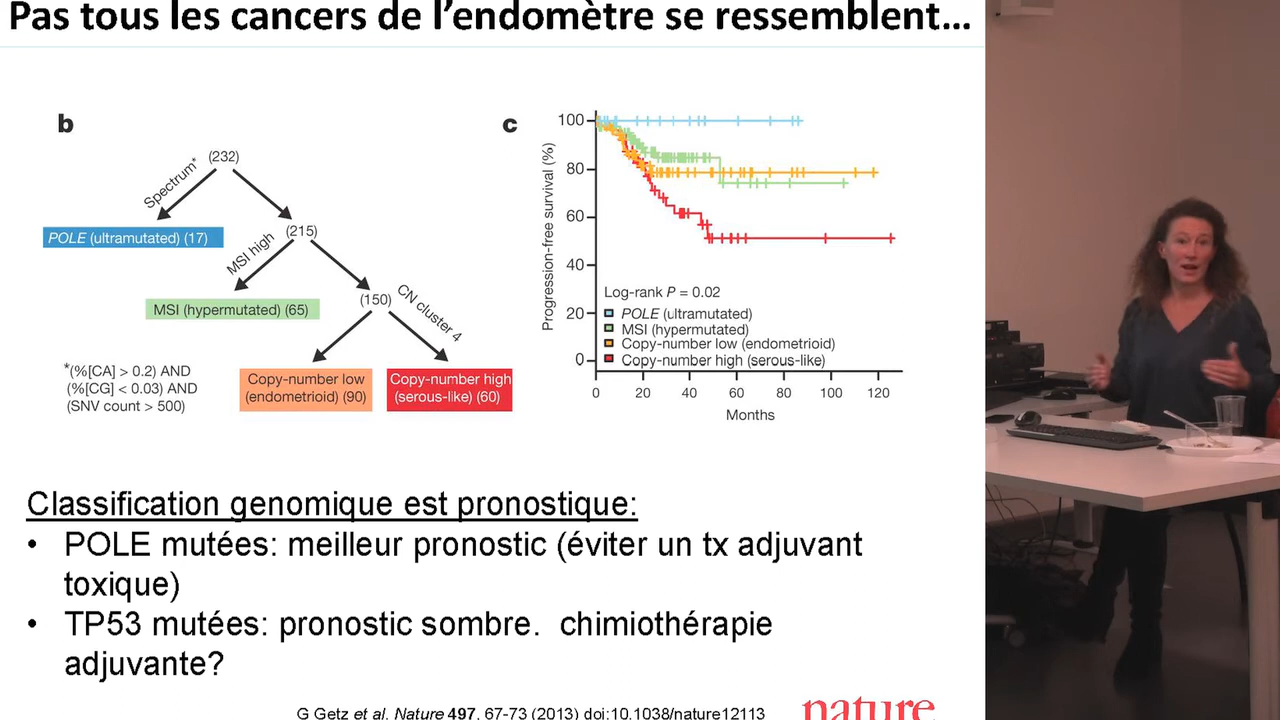 Pas tous les cancers de l’endomètre se ressemblent…
b
(232)
Spectrum*
POLE (ultramutated) (17)
(215)
MSI high
MSI (hypermutated) (65)
(150)
CN cluster 4
*(%[CA] > 0.2) AND
(%[CG] < 0.03) AND
(SNV count > 500)
Copy-number low
(endometrioid) (90)
Copy-number high
(serous-like) (60)
c
Progression-free survival (%)
100
80
60
40
20
0
Log-rank P = 0.02
POLE (ultramutated)
MSI (hypermutated)
Copy-number low (endometrioid)
Copy-number high (serous-like)
0 20 40 60 80 100 120
Months
Classification genomique est pronostique:
• POLE mutées: meilleur pronostic (éviter un tx adjuvant
toxique)
• TP53 mutées: pronostic sombre. chimiothérapie
adjuvante?
G Getz et al. Nature 497, 67-73 (2013) doi:10.1038/nature12113
nature